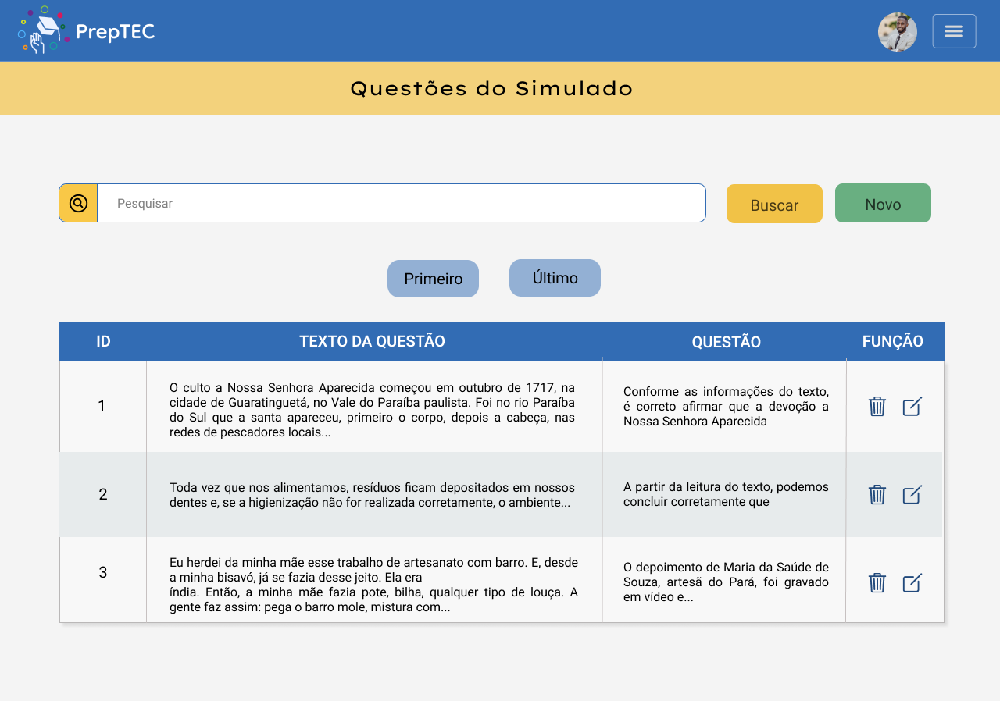 PrepTEC
Questões do Simulado
Pesquisar
Buscar
Novo
Primeiro
Último
ID
TEXTO DA QUESTÃO
QUESTÃO
FUNÇÃO
1
O culto a Nossa Senhora Aparecida começou em outubro de 1717, na
cidade de Guaratinguetá, no Vale do Paraíba paulista. Foi no rio Paraíba
do Sul que a santa apareceu, primeiro o corpo, depois a cabeça, nas
redes de pescadores locais...
Conforme as informações do texto,
é correto afirmar que a devoção a
Nossa Senhora Aparecida
2
Toda vez que nos alimentamos, resíduos ficam depositados em nossos
dentes e, se a higienização não for realizada corretamente, o ambiente...
A partir da leitura do texto, podemos
concluir corretamente que
3
Eu herdei da minha mãe esse trabalho de artesanato com barro. E, desde
a minha bisavó, já se fazia desse jeito. Ela era
índia. Então, a minha mãe fazia pote, bilha, qualquer tipo de louça. A
gente faz assim: pega o barro mole, mistura com...
O depoimento de Maria da Saúde de
Souza, artesã do Pará, foi gravado
em vídeo e...